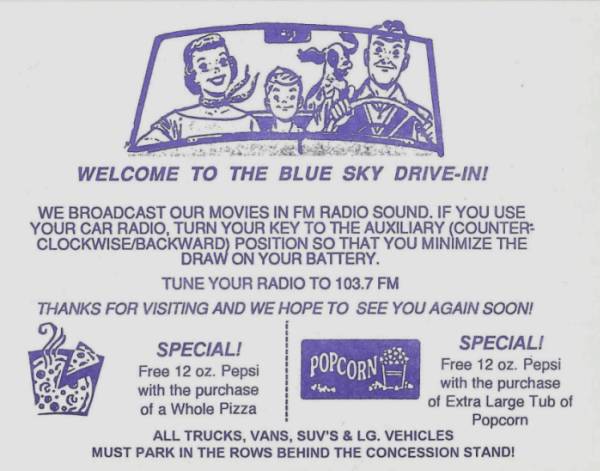 WELCOME TO THE BLUE SKY DRIVE-IN!
WE BROADCAST OUR MOVIES IN FM RADIO SOUND. IF YOU USE
YOUR CAR RADIO, TURN YOUR KEY TO THE AUXILIARY (COUNTER-
CLOCKWISE/BACKWARD) POSITION SO THAT YOU MINIMIZE THE
DRAW ON YOUR BATTERY.
TUNE YOUR RADIO TO 103.7 FM
THANKS FOR VISITING AND WE HOPE TO SEE YOU AGAIN SOON!
SPECIAL!
Free 12 oz. Pepsi
with the purchase
of a Whole Pizza
POPCORN
SPECIAL!
Free 12 oz. Pepsi
with the purchase
of Extra Large Tub of
Popcorn
ALL TRUCKS, VANS, SUV'S & LG. VEHICLES
MUST PARK IN THE ROWS BEHIND THE CONCESSION STAND!